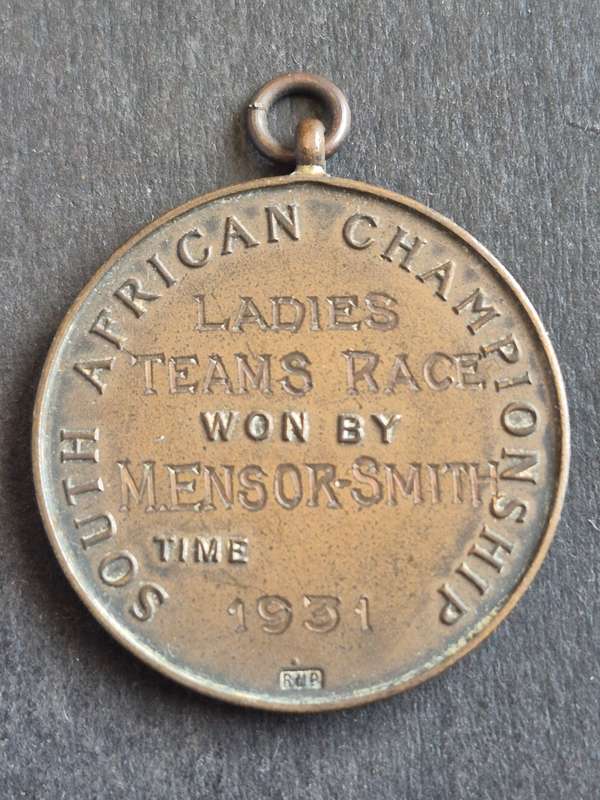 SOUTH AFRICAN CHAMPIONSHIP
LADIES
TEAMS RACE
WON BY
M.ENSOR-SMITH
TIME
1931